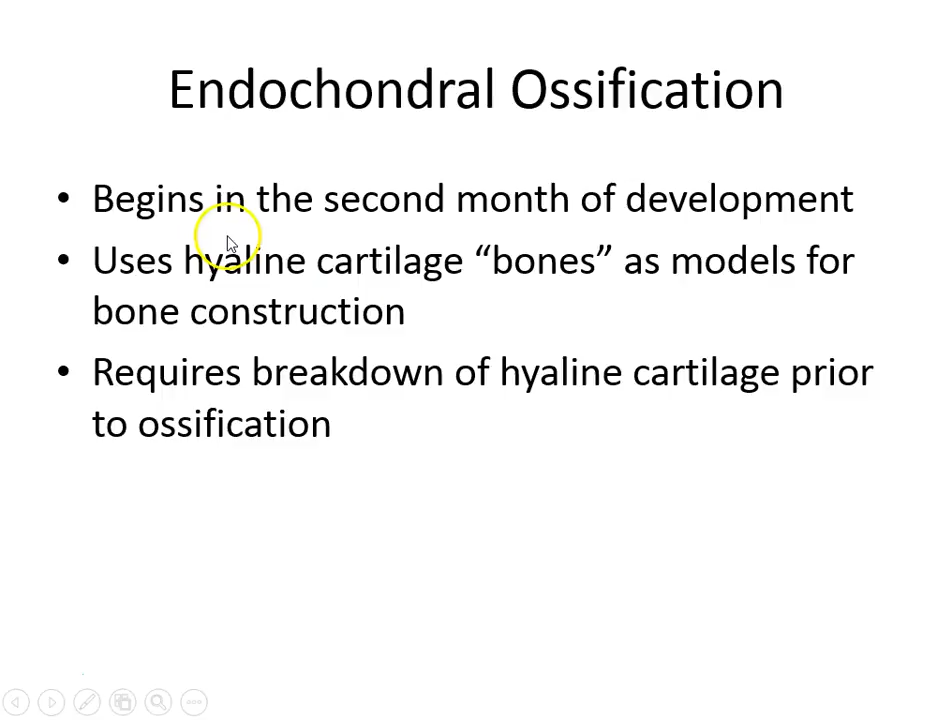 Endochondral Ossification
• Begins in the second month of development
• Uses hyaline cartilage “bones” as models for
bone construction
• Requires breakdown of hyaline cartilage prior
to ossification